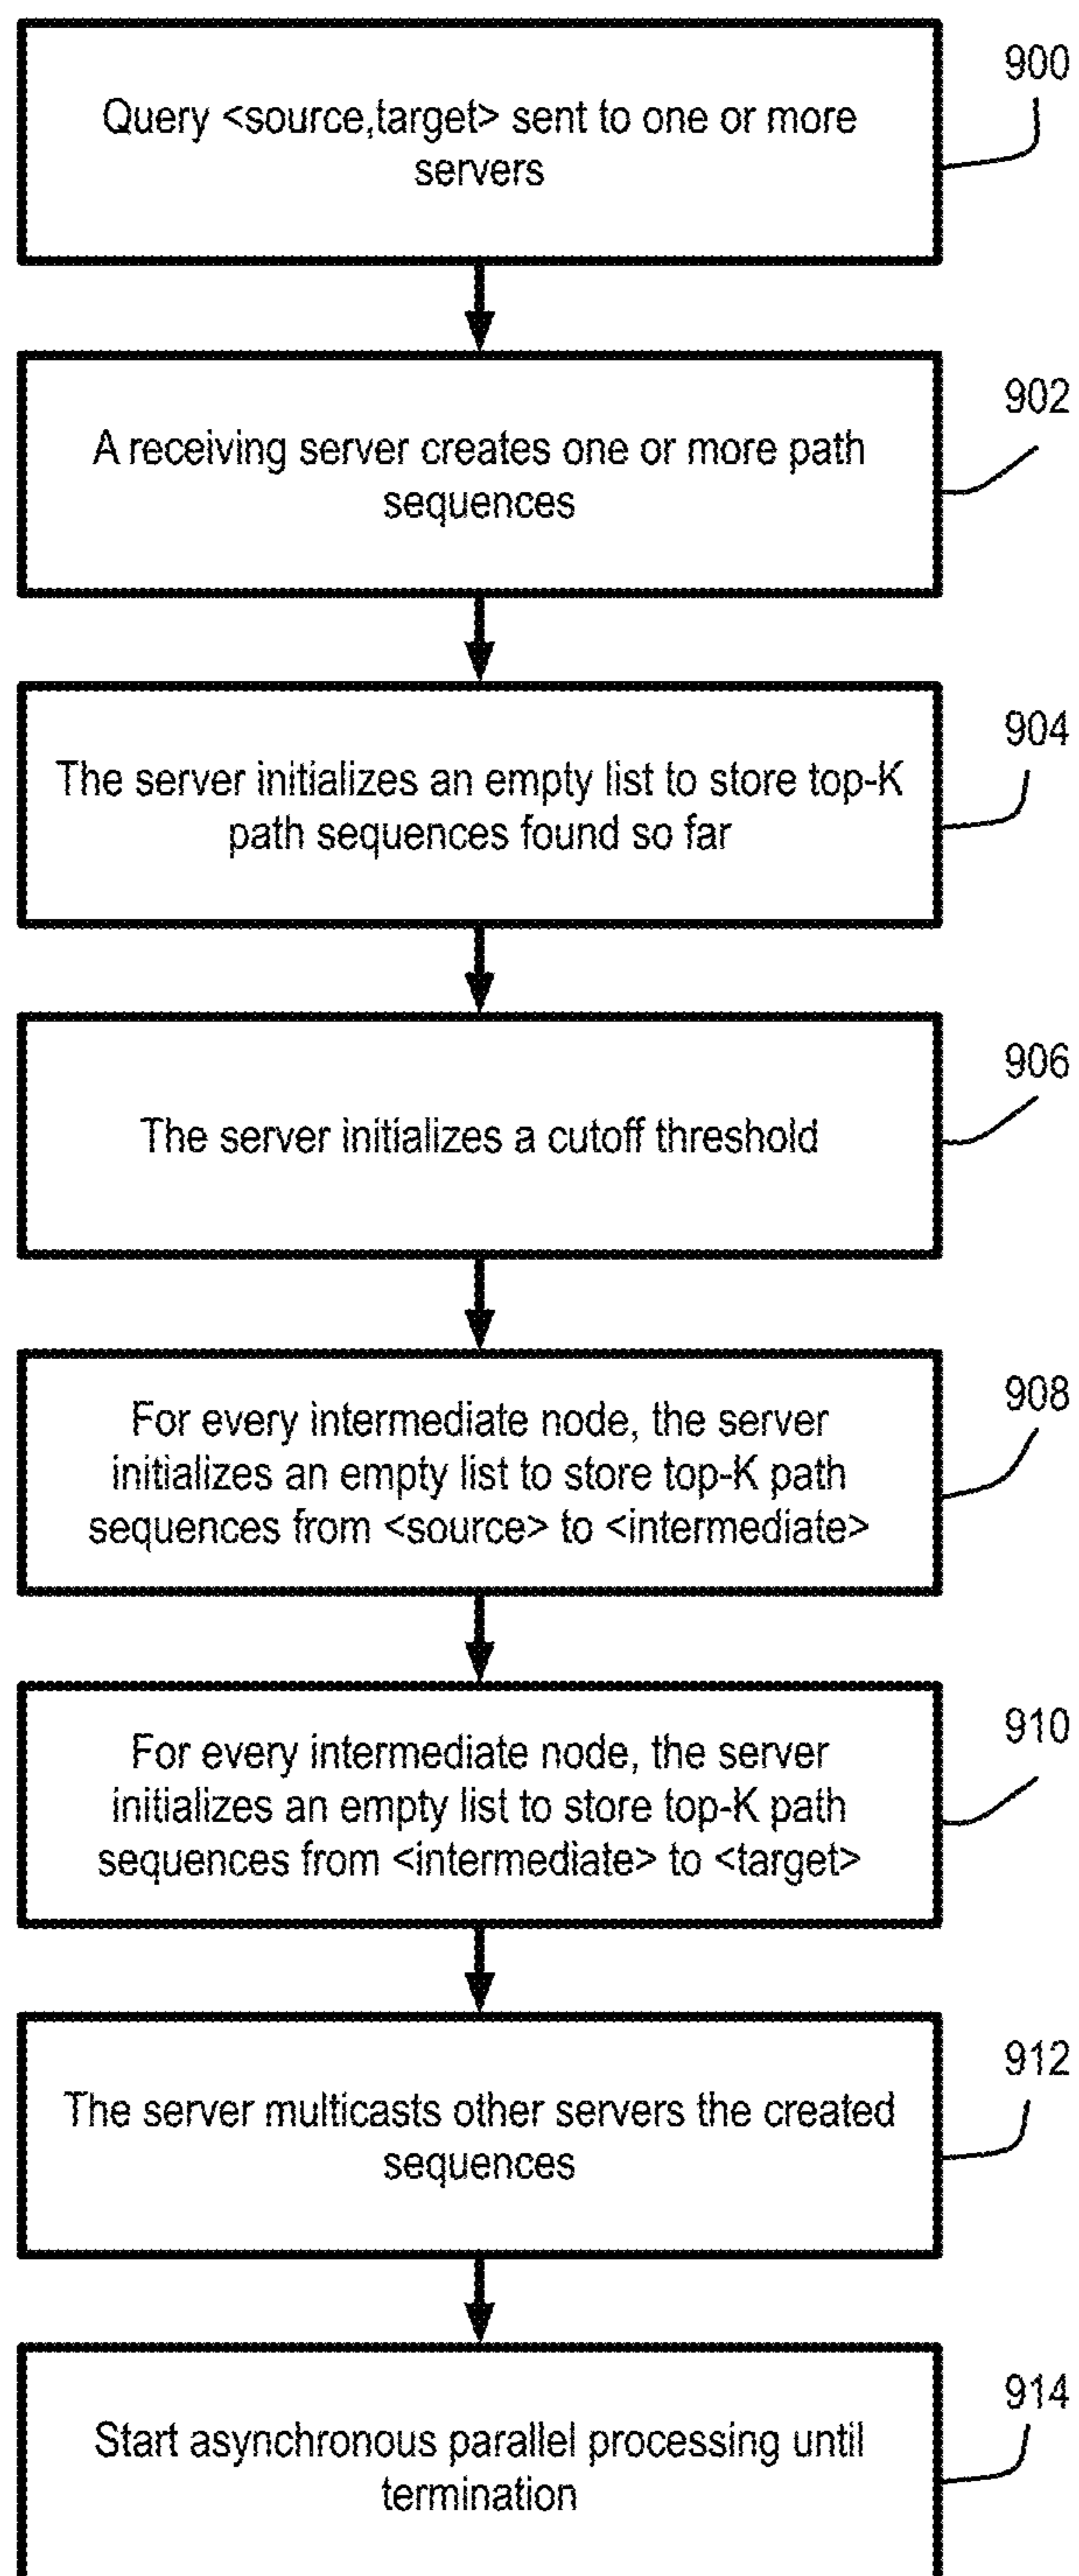 Query <source,target> sent to one or more
servers
900
A receiving server creates one or more path
sequences
902
The server initializes an empty list to store top-K
path sequences found so far
904
The server initializes a cutoff threshold
906
For every intermediate node, the server
initializes an empty list to store top-K path
sequences from <source> to <intermediate>
908
For every intermediate node, the server
initializes an empty list to store top-K path
sequences from <intermediate> to <target>
910
The server multicasts other servers the created
sequences
912
Start asynchronous parallel processing until
termination
914